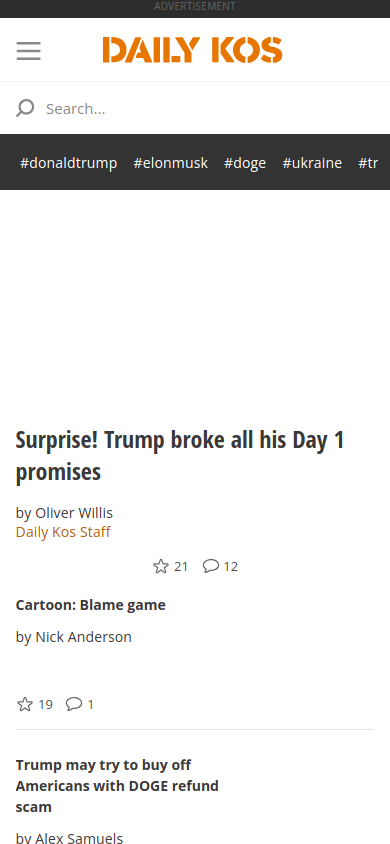 ADVERTISEMENT
DAILY KOS
Search...
#donaldtrump #elonmusk #doge #ukraine #tr
Surprise! Trump broke all his Day 1
promises
by Oliver Willis
Daily Kos Staff
21 12
Cartoon: Blame game
by Nick Anderson
19 1
Trump may try to buy off
Americans with DOGE refund
scam
by Alex Samuels